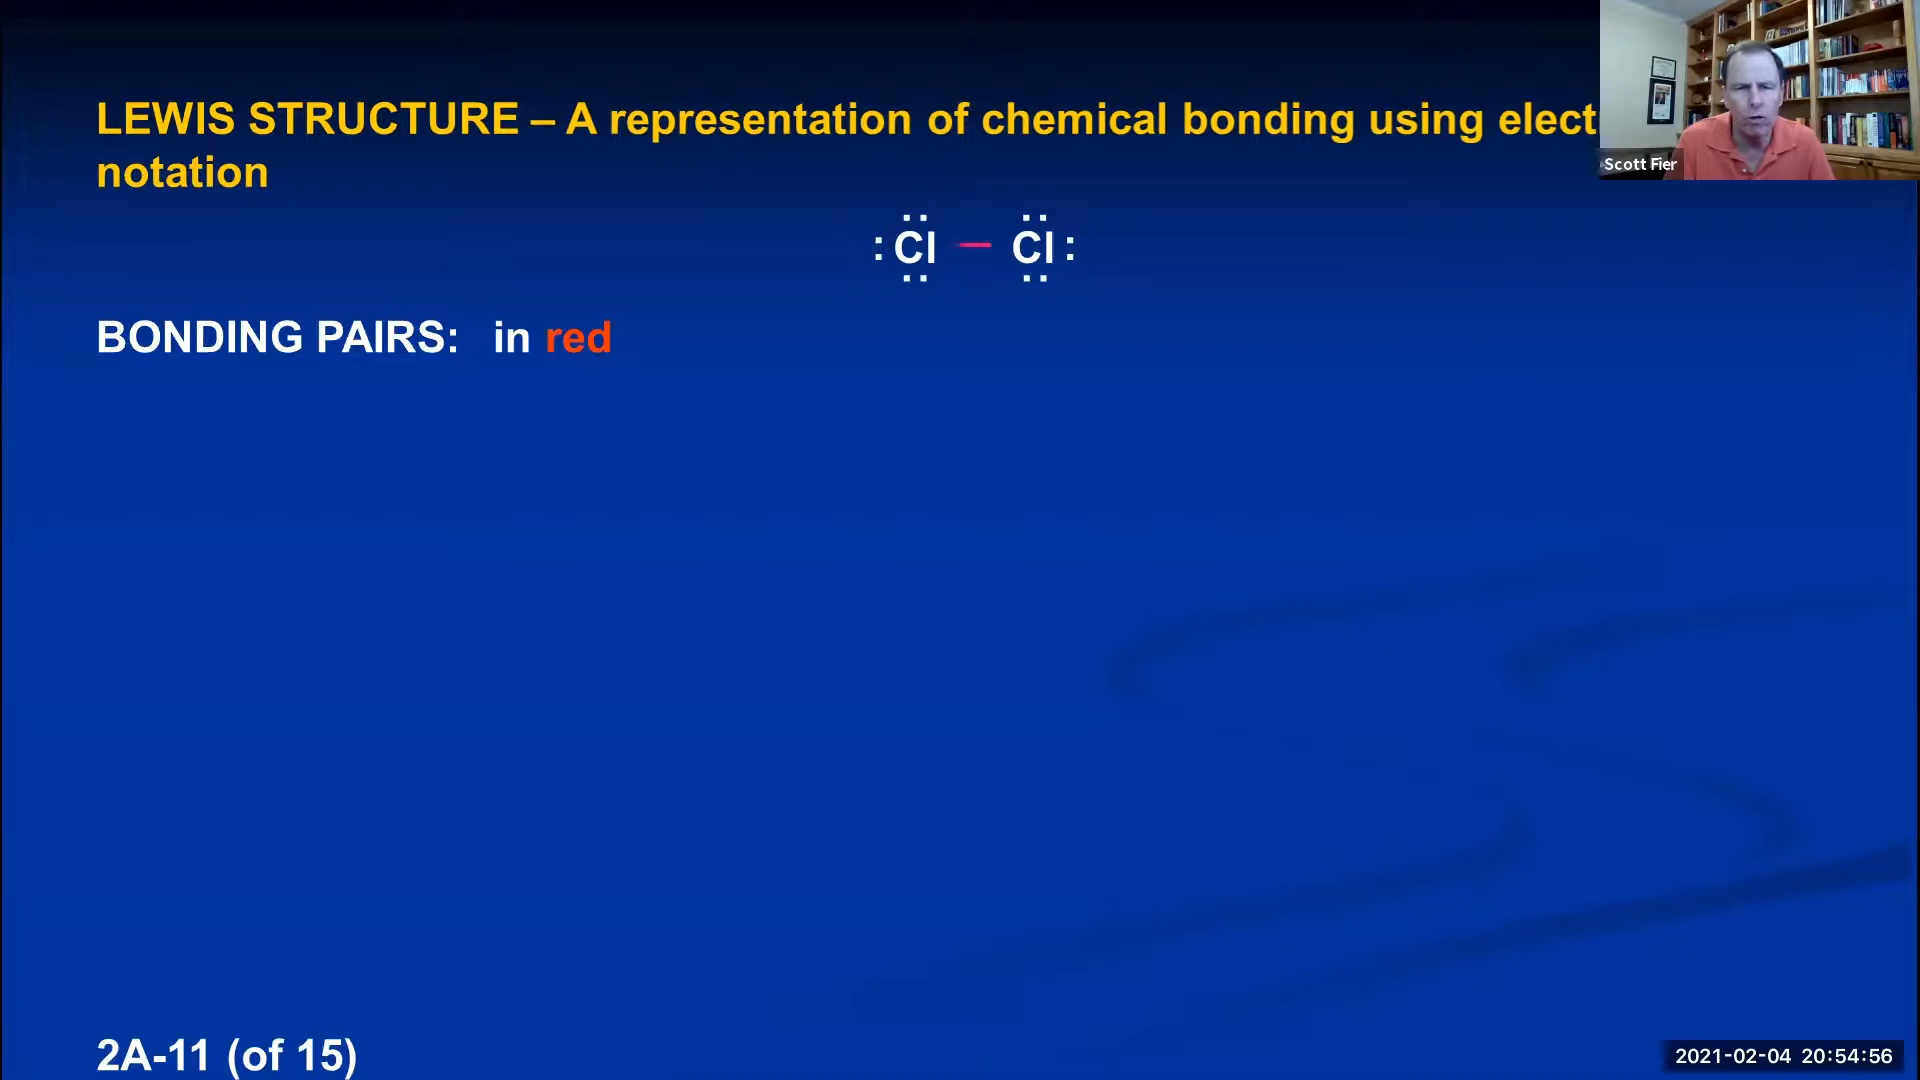 LEWIS STRUCTURE – A representation of chemical bonding using elect
notation
:Cl — Cl:
BONDING PAIRS: in red
2A-11 (of 15)
Scott Fier
2021-02-04 20:54:56